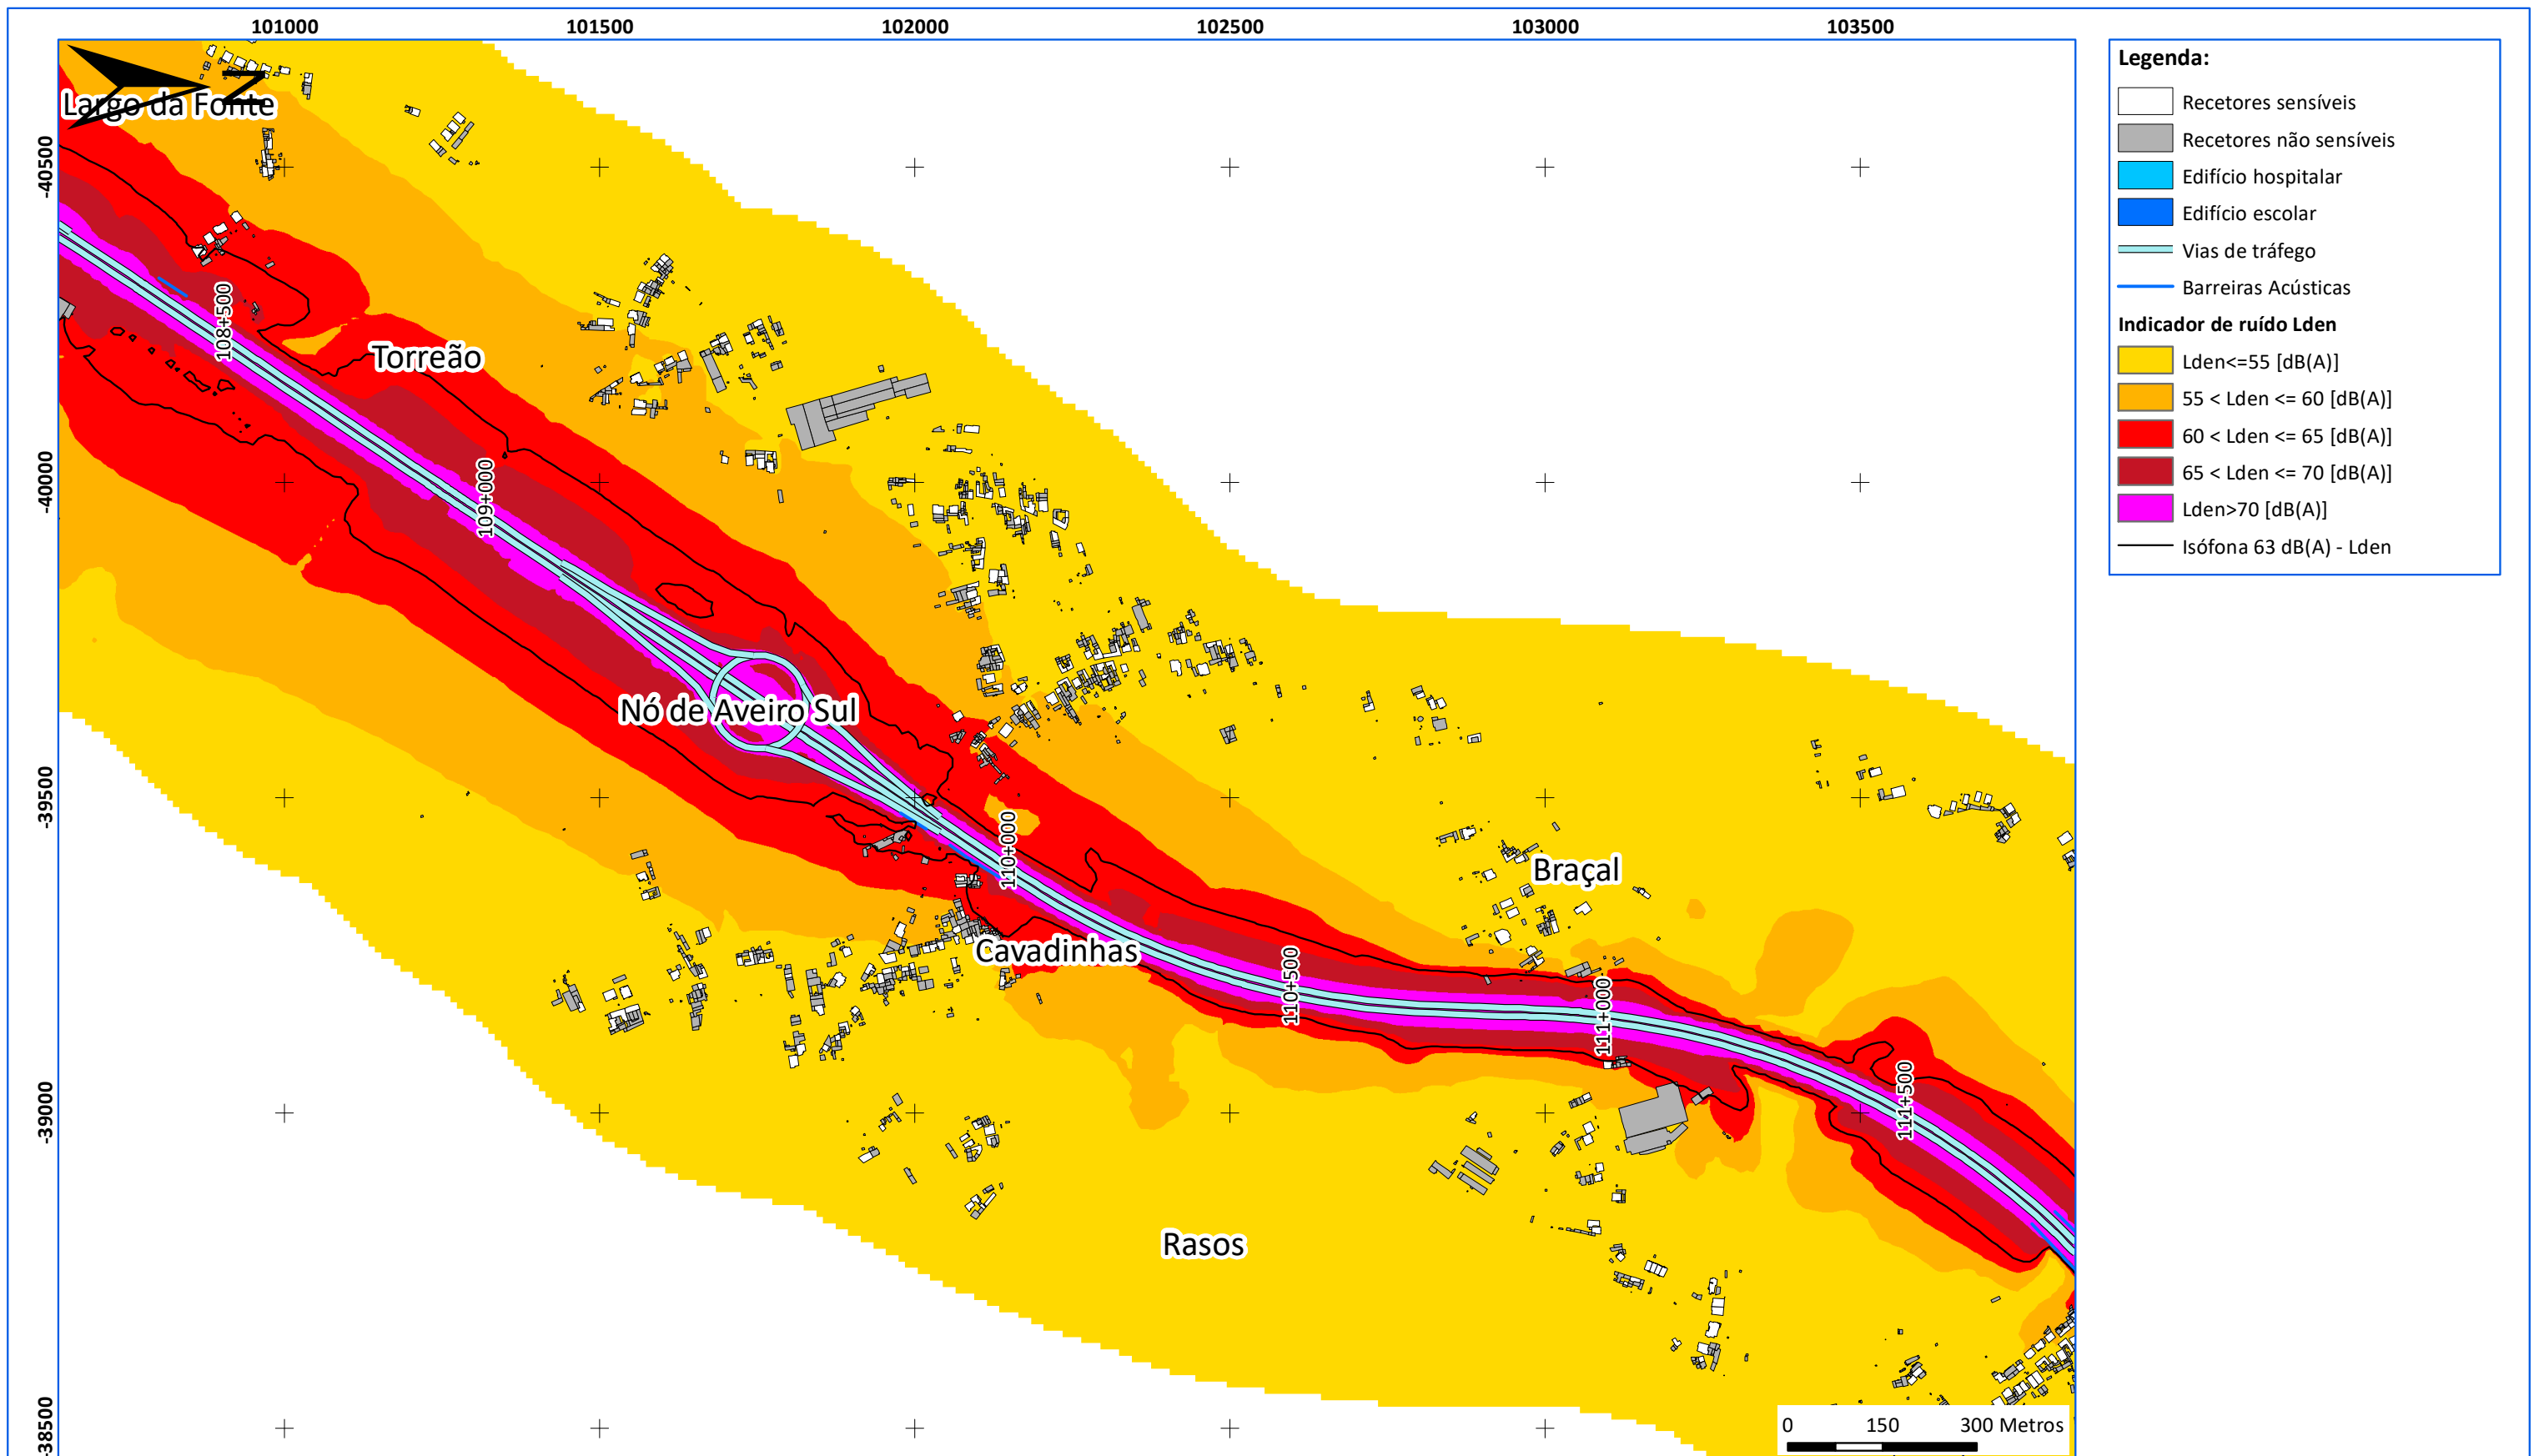 101000 101500 102000 102500 103000 103500
-40500
-40000
-39500
-39000
-38500
N
Largo da Fonte
108+500
Torreão
109+000
Nó de Aveiro Sul
110+000
Cavadinhas
110+500
Braçal
111+000
111+500
Rasos
0 150 300 Metros
Legenda:
Recetores sensíveis
Recetores não sensíveis
Edifício hospitalar
Edifício escolar
Vias de tráfego
Barreiras Acústicas
Indicador de ruído Lden
Lden<=55 [dB(A)]
55 < Lden <= 60 [dB(A)]
60 < Lden <= 65 [dB(A)]
65 < Lden <= 70 [dB(A)]
Lden>70 [dB(A)]
Isófona 63 dB(A) - Lden